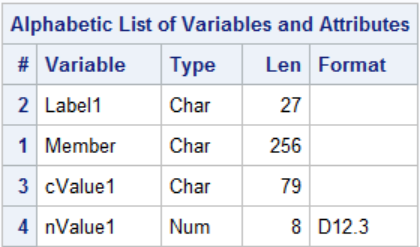 Alphabetic List of Variables and Attributes
# Variable Type Len Format
2 Label1 Char 27
1 Member Char 256
3 cValue1 Char 79
4 nValue1 Num 8 D12.3